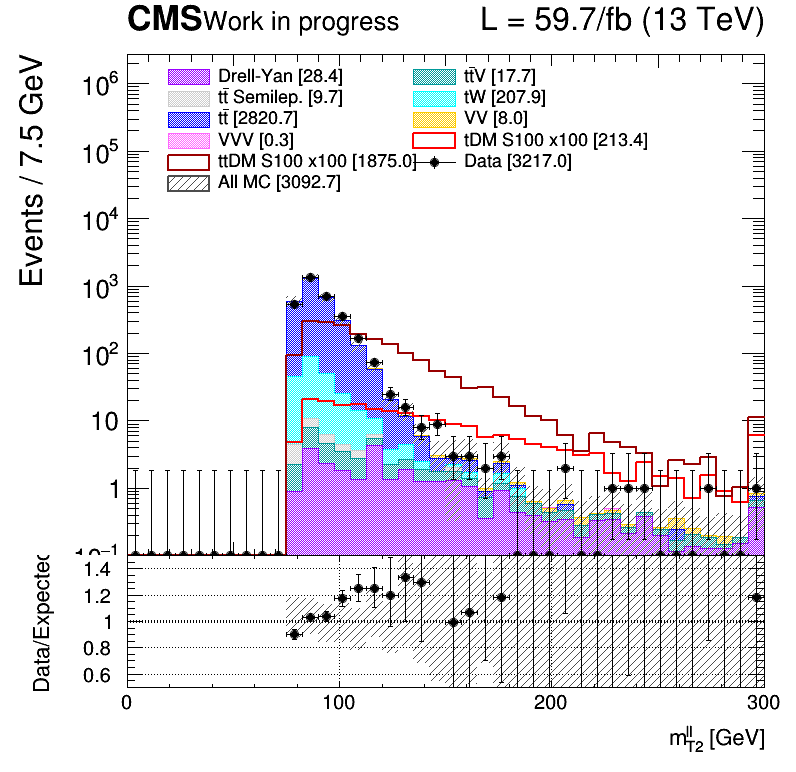 CMS Work in progress L = 59.7/fb (13 TeV)
Drell-Yan [28.4] tt̄V [17.7]
tt̄ Semilep. [9.7] tW [207.9]
tt̄ [2820.7] VV [8.0]
VVV [0.3] tDM S100 x100 [213.4]
ttDM S100 x100 [1875.0] Data [3217.0]
All MC [3092.7]
Events / 7.5 GeV
10⁶
10⁵
10⁴
10³
10²
10
1
10⁻¹
Data/Expected
1.4
1.2
1
0.8
0.6
0 100 200 300
m_{T2}^{ll} [GeV]